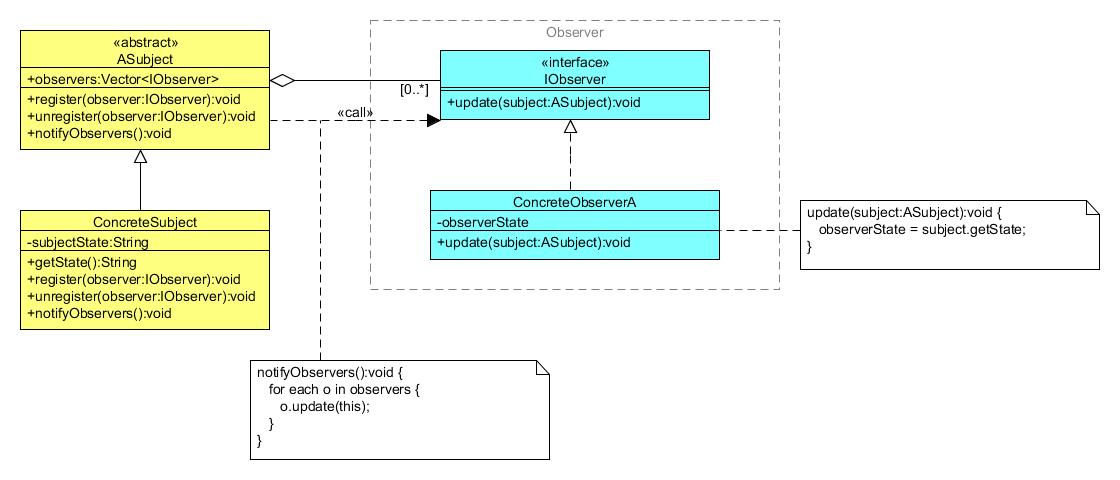 «abstract»
ASubject
+observers:Vector<IObserver>
+register(observer:IObserver):void
+unregister(observer:IObserver):void
+notifyObservers():void
Observer
«interface»
IObserver
+update(subject:ASubject):void
[0..*]
«call»
ConcreteSubject
-subjectState:String
+getState():String
+register(observer:IObserver):void
+unregister(observer:IObserver):void
+notifyObservers():void
ConcreteObserverA
-observerState
+update(subject:ASubject):void
update(subject:ASubject):void {
observerState = subject.getState;
}
notifyObservers():void {
for each o in observers {
o.update(this);
}
}